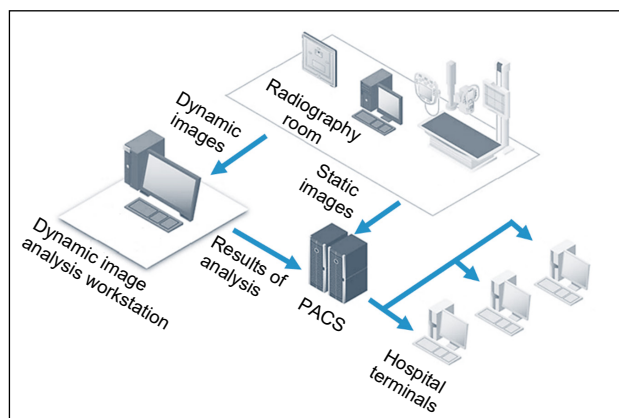 Radiography
room
Dynamic
images
Static
images
Dynamic image
analysis workstation
Results of
analysis
PACS
Hospital
terminals